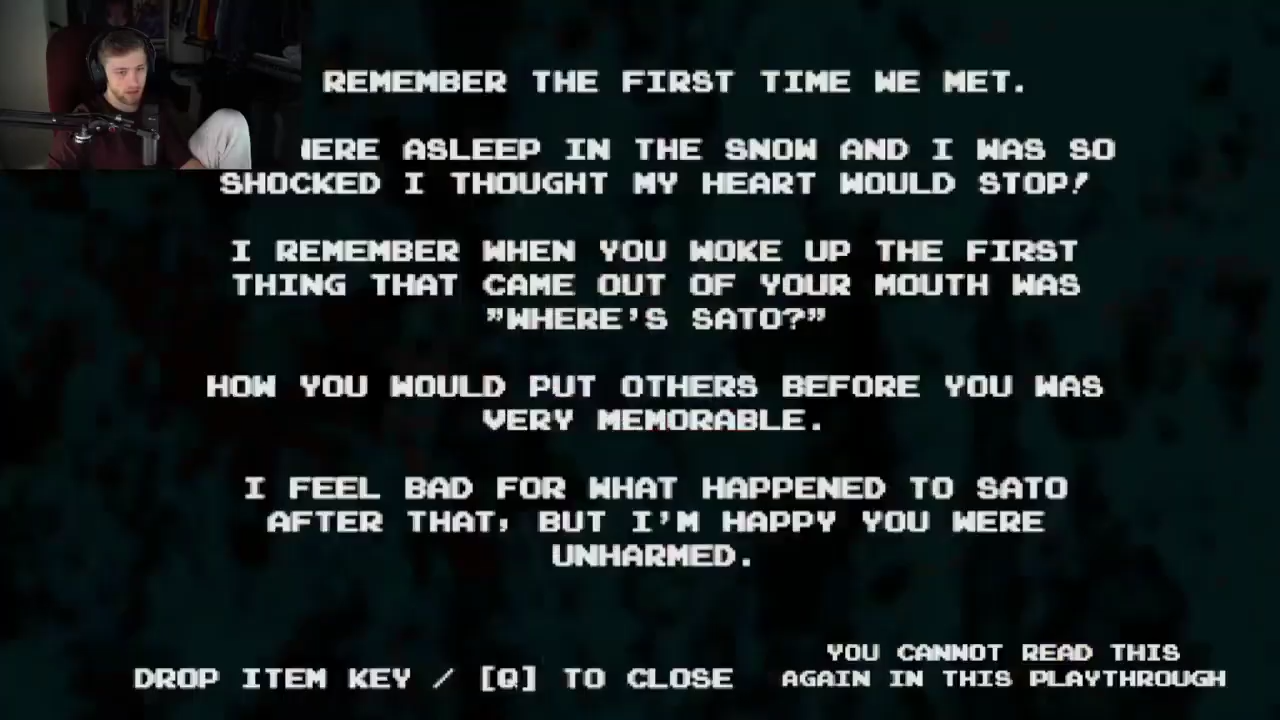 REMEMBER THE FIRST TIME WE MET.
ASLEEP IN THE SNOW AND I WAS SO
SHOCKED I THOUGHT MY HEART WOULD STOP!
I REMEMBER WHEN YOU WOKE UP THE FIRST
THING THAT CAME OUT OF YOUR MOUTH WAS
"WHERE'S SATO?"
HOW YOU WOULD PUT OTHERS BEFORE YOU WAS
VERY MEMORABLE.
I FEEL BAD FOR WHAT HAPPENED TO SATO
AFTER THAT, BUT I'M HAPPY YOU WERE
UNHARMED.
YOU CANNOT READ THIS
AGAIN IN THIS PLAYTHROUGH
DROP ITEM KEY / [Q] TO CLOSE